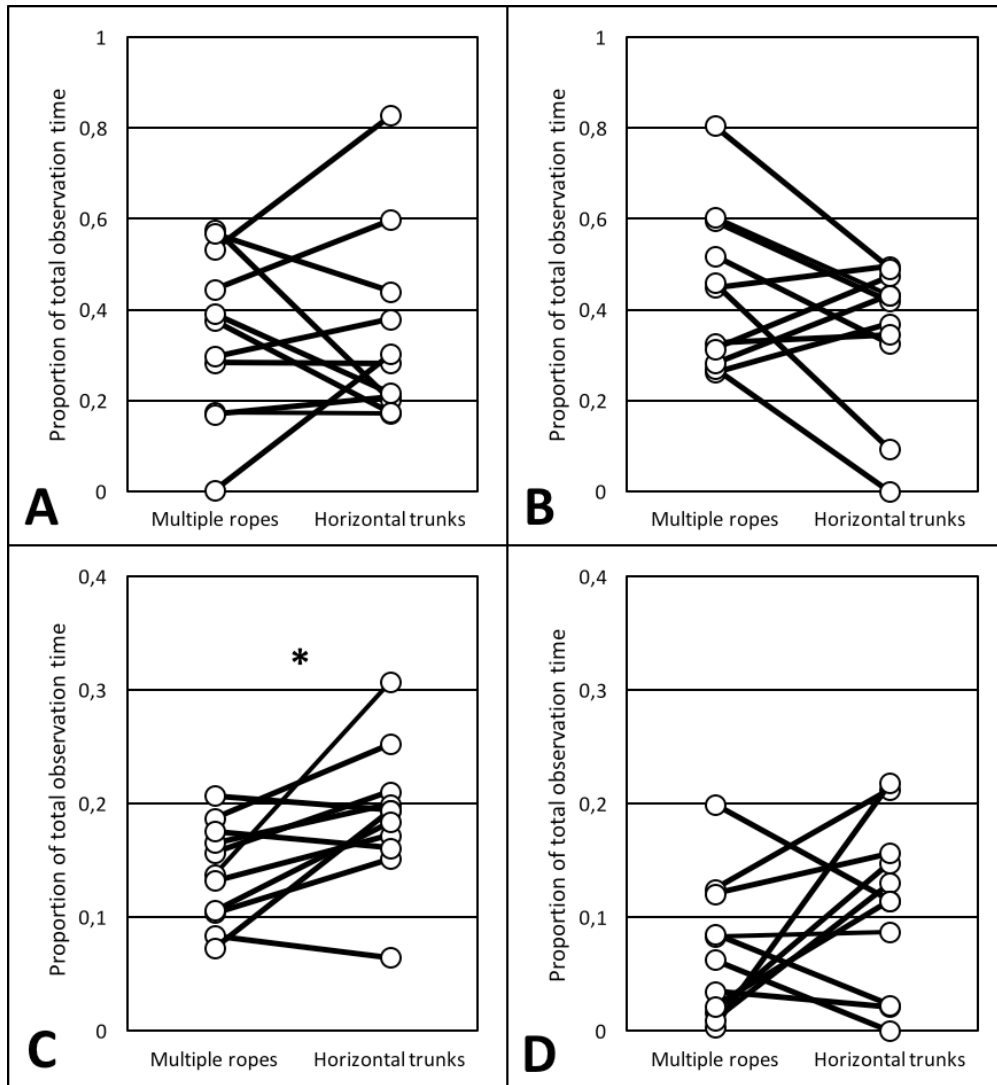 Proportion of total observation time
1
0,8
0,6
0,4
0,2
0
Multiple ropes
Horizontal trunks
A
Proportion of total observation time
1
0,8
0,6
0,4
0,2
0
Multiple ropes
Horizontal trunks
B
Proportion of total observation time
0,4
0,3
0,2
0,1
0
*
Multiple ropes
Horizontal trunks
C
Proportion of total observation time
0,4
0,3
0,2
0,1
0
Multiple ropes
Horizontal trunks
D